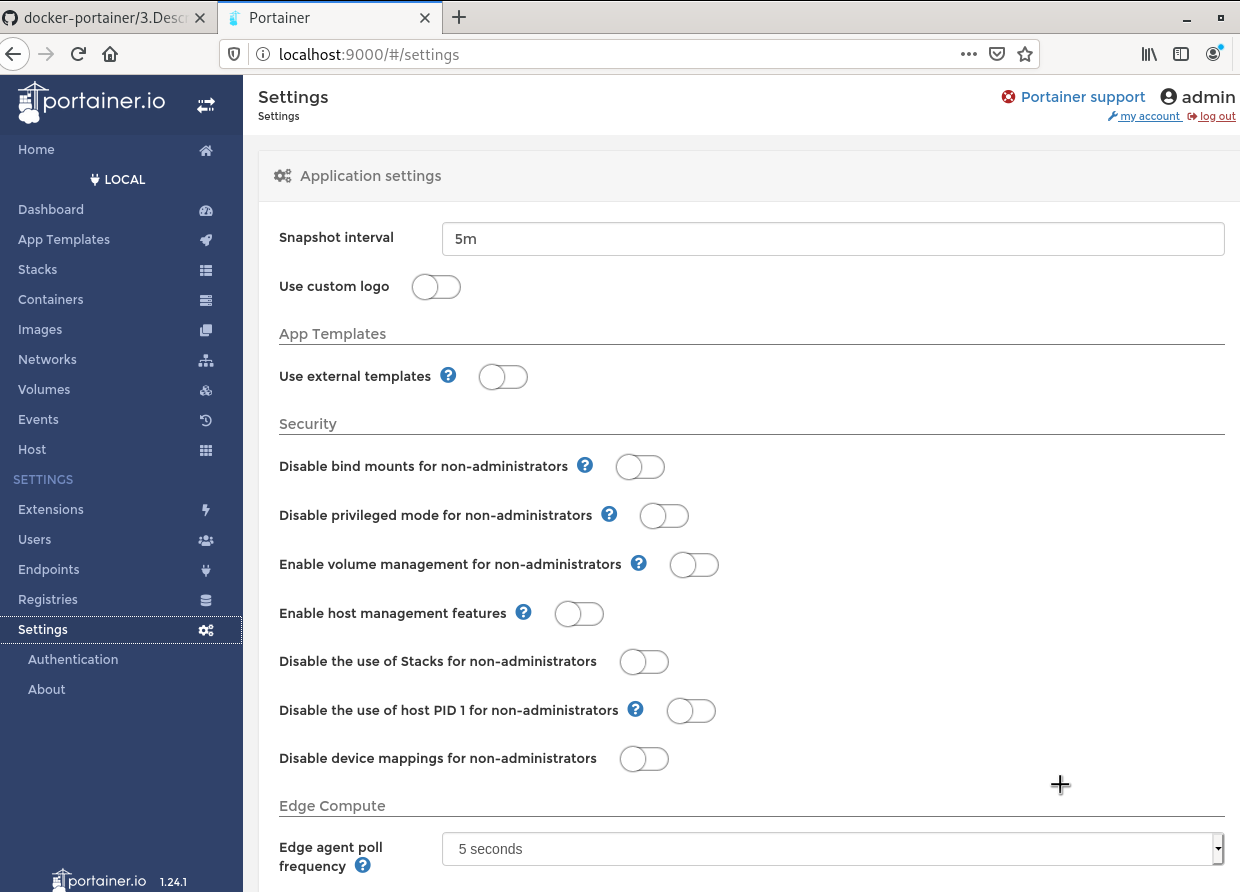 docker-portainer/3.Descr
Portainer
localhost:9000/#/settings
portainer.io
Home
LOCAL
Dashboard
App Templates
Stacks
Containers
Images
Networks
Volumes
Events
Host
SETTINGS
Extensions
Users
Endpoints
Registries
Settings
Authentication
About
portainer.io 1.24.1
Settings
Settings
Portainer support admin
my account log out
Application settings
Snapshot interval 5m
Use custom logo
App Templates
Use external templates ?
Security
Disable bind mounts for non-administrators ?
Disable privileged mode for non-administrators ?
Enable volume management for non-administrators ?
Enable host management features ?
Disable the use of Stacks for non-administrators
Disable the use of host PID 1 for non-administrators ?
Disable device mappings for non-administrators
Edge Compute
Edge agent poll
frequency ? 5 seconds